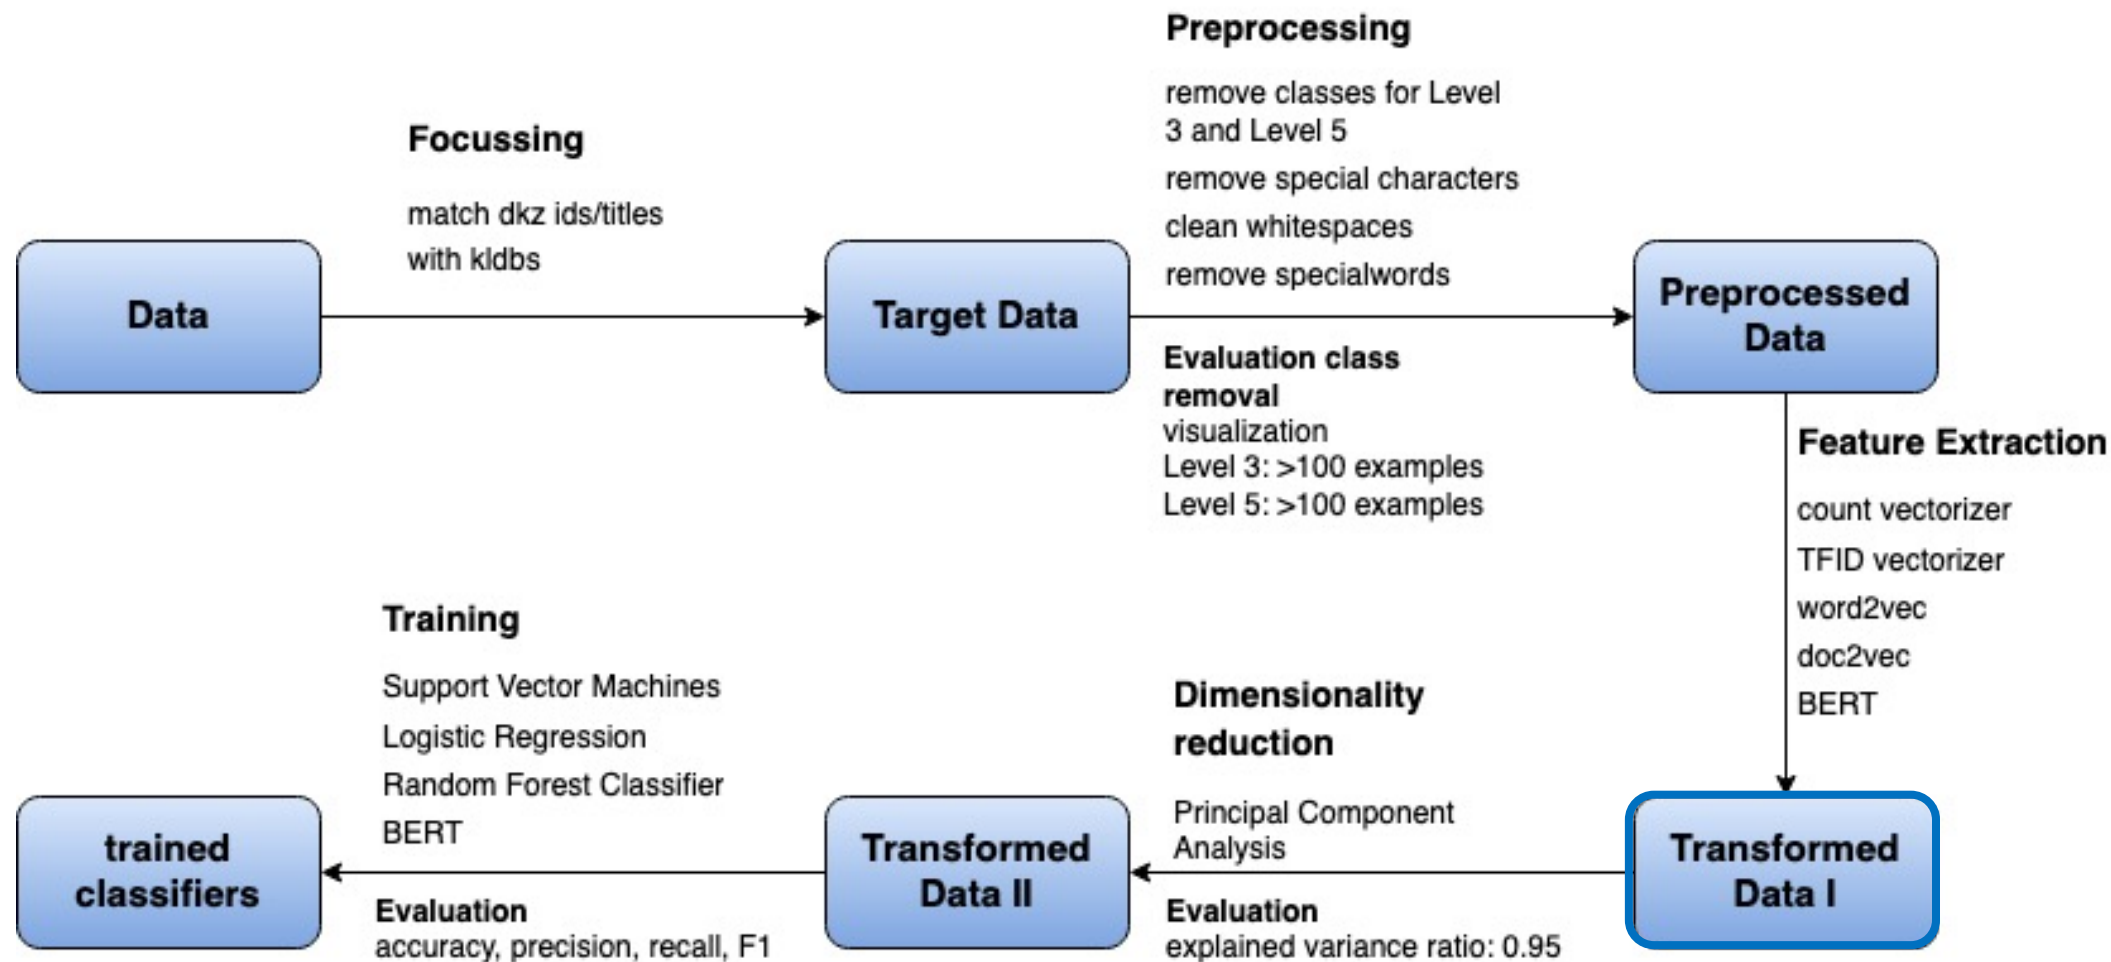 Data
Focussing
match dkz ids/titles
with kldbs
Target Data
Preprocessing
remove classes for Level
3 and Level 5
remove special characters
clean whitespaces
remove specialwords
Evaluation class
removal
visualization
Level 3: >100 examples
Level 5: >100 examples
Preprocessed
Data
Feature Extraction
count vectorizer
TFID vectorizer
word2vec
doc2vec
BERT
Transformed
Data I
Dimensionality
reduction
Principal Component
Analysis
Evaluation
explained variance ratio: 0.95
Transformed
Data II
Training
Support Vector Machines
Logistic Regression
Random Forest Classifier
BERT
Evaluation
accuracy, precision, recall, F1
trained
classifiers